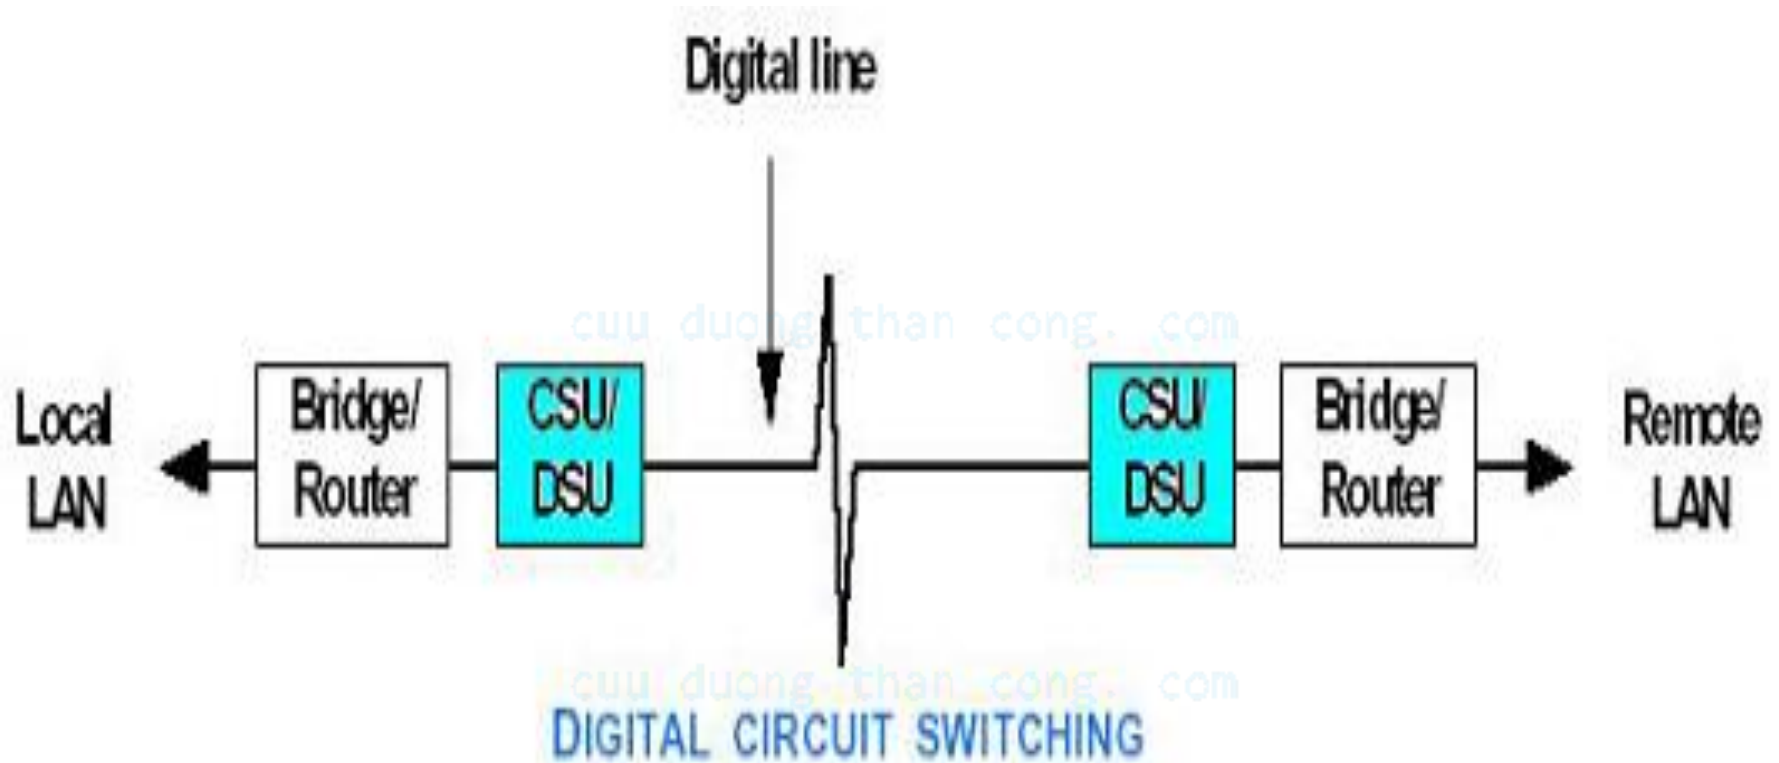 Digital line
cuu duong than cong. com
Local
LAN
Bridge/
Router
CSU/
DSU
CSU/
DSU
Bridge/
Router
Remote
LAN
cuu duong than cong. com
DIGITAL CIRCUIT SWITCHING